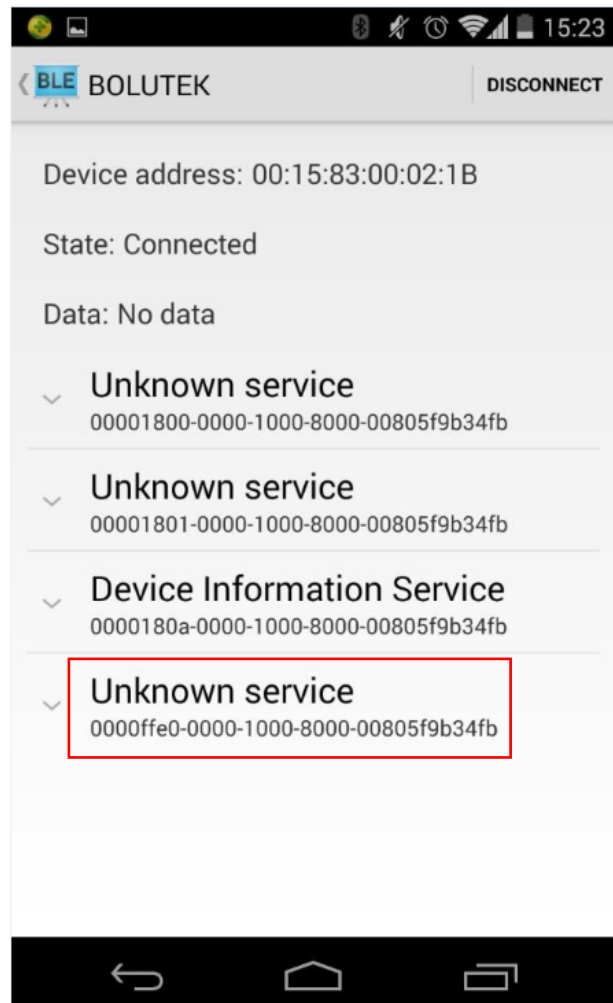 15:23
BLE BOLUTEK DISCONNECT
Device address: 00:15:83:00:02:1B
State: Connected
Data: No data
Unknown service
00001800-0000-1000-8000-00805f9b34fb
Unknown service
00001801-0000-1000-8000-00805f9b34fb
Device Information Service
0000180a-0000-1000-8000-00805f9b34fb
Unknown service
0000ffe0-0000-1000-8000-00805f9b34fb